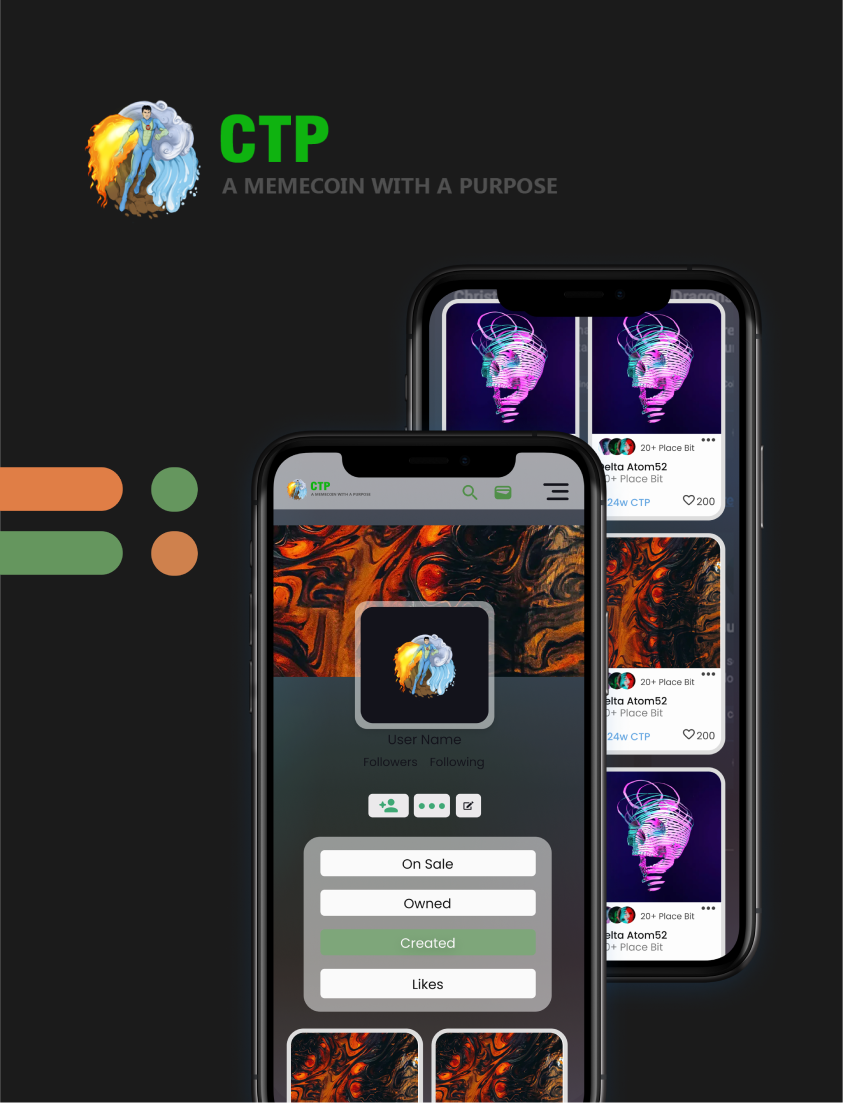 CTP
A MEMECOIN WITH A PURPOSE
Christ
Dragon
20+ Place Bit
elta Atom52
0+ Place Bit
24w CTP
200
20+ Place Bit
elta Atom52
0+ Place Bit
24w CTP
200
20+ Place Bit
elta Atom52
0+ Place Bit
CTP
A MEMECOIN WITH A PURPOSE
User Name
Followers Following
On Sale
Owned
Created
Likes